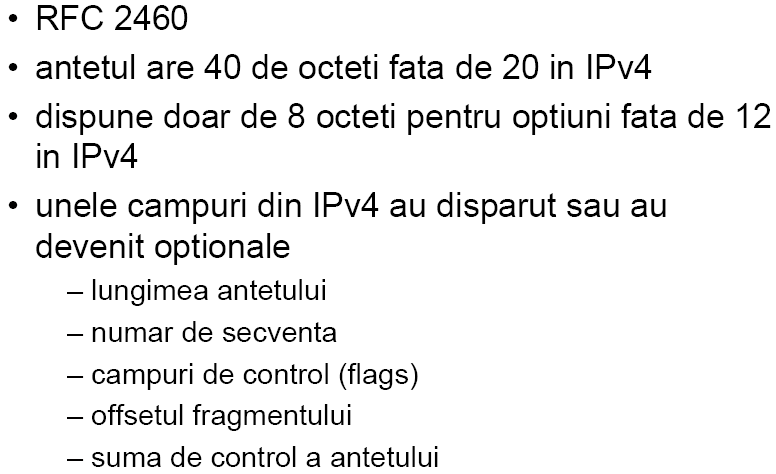 • RFC 2460
• antetul are 40 de octeti fata de 20 in IPv4
• dispune doar de 8 octeti pentru optiuni fata de 12
in IPv4
• unele campuri din IPv4 au disparut sau au
devenit optionale
– lungimea antetului
– numar de secventa
– campuri de control (flags)
– offsetul fragmentului
– suma de control a antetului